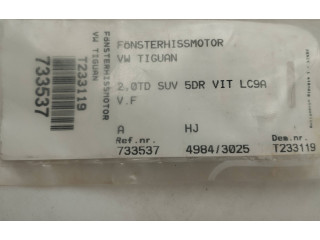 FÖNSTERHISSMOTOR
VW TIGUAN
2.0TD SUV 5DR VIT LC9A
V.F
A HJ
Ref.nr. Dem.nr.
733537 4984/3025 T233119
FÖNSTERHISSMOTOR
VW TIGUAN
T233119
733537